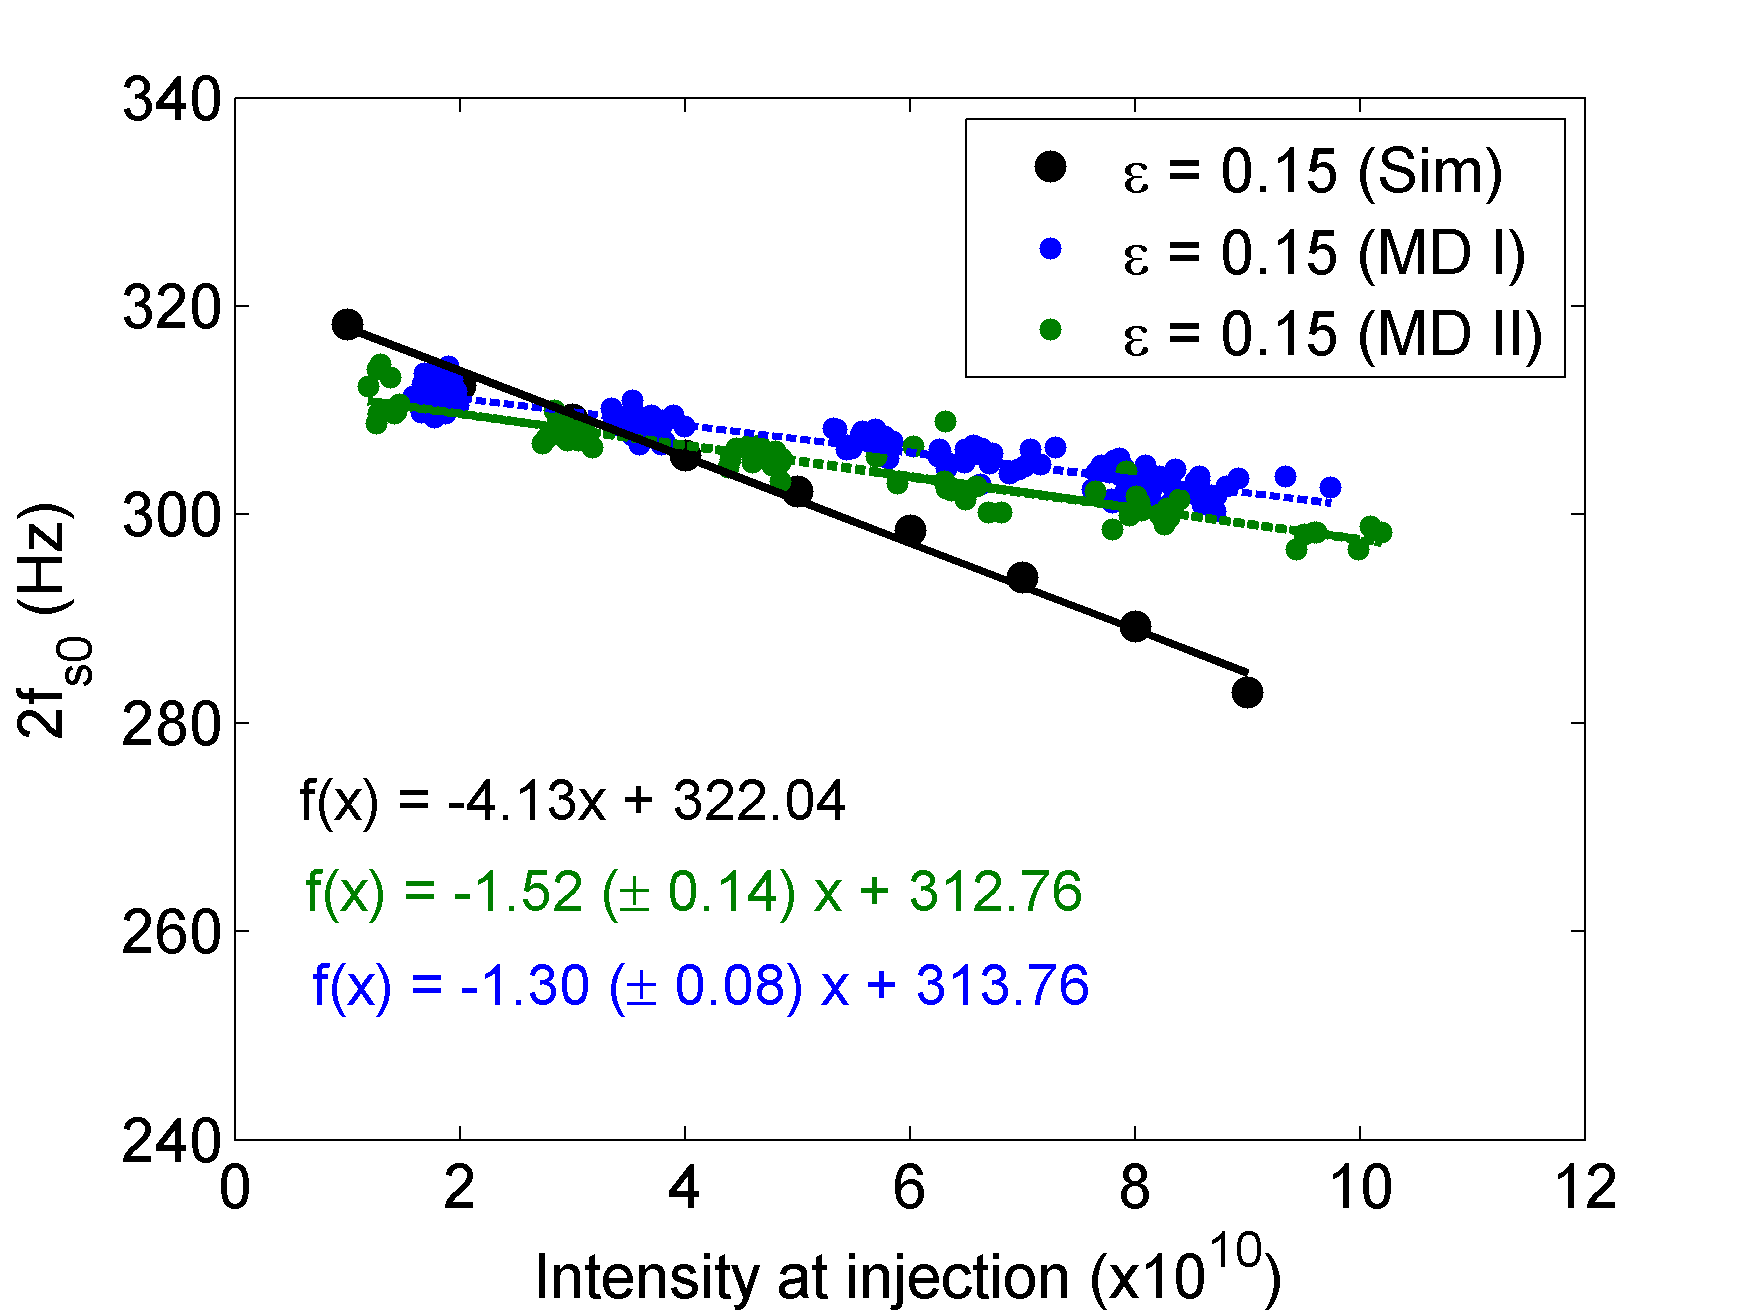 340
320
300
280
260
240
0 2 4 6 8 10 12
2f_s0 (Hz)
Intensity at injection (x10^10)
ε = 0.15 (Sim)
ε = 0.15 (MD I)
ε = 0.15 (MD II)
f(x) = -4.13x + 322.04
f(x) = -1.52 (± 0.14) x + 312.76
f(x) = -1.30 (± 0.08) x + 313.76